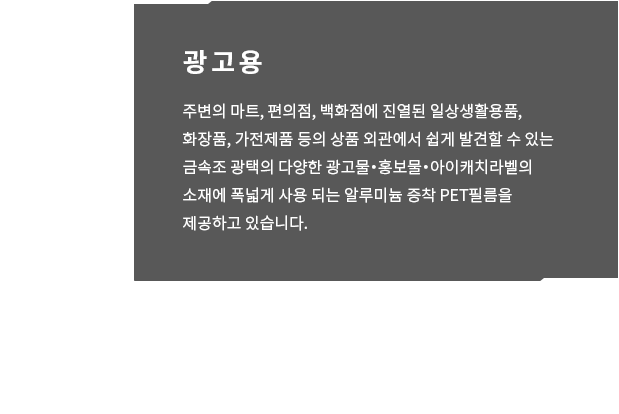 광고용
주변의 마트, 편의점, 백화점에 진열된 일상생활용품,
화장품, 가전제품 등의 상품 외관에서 쉽게 발견할 수 있는
금속조 광택의 다양한 광고물•홍보물•아이캐치라벨의
소재에 폭넓게 사용 되는 알루미늄 증착 PET필름을
제공하고 있습니다.